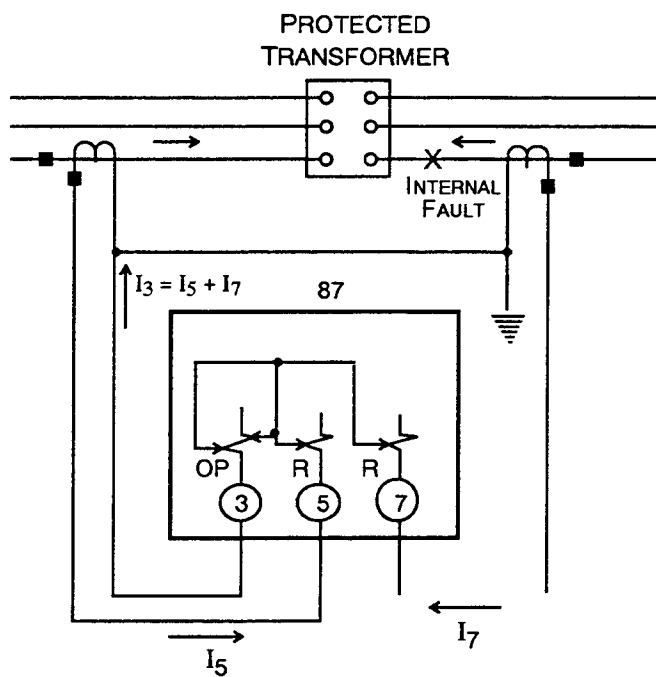 PROTECTED
TRANSFORMER
INTERNAL
FAULT
I3 = I5 + I7
87
OP
R
R
3
5
7
I5
I7